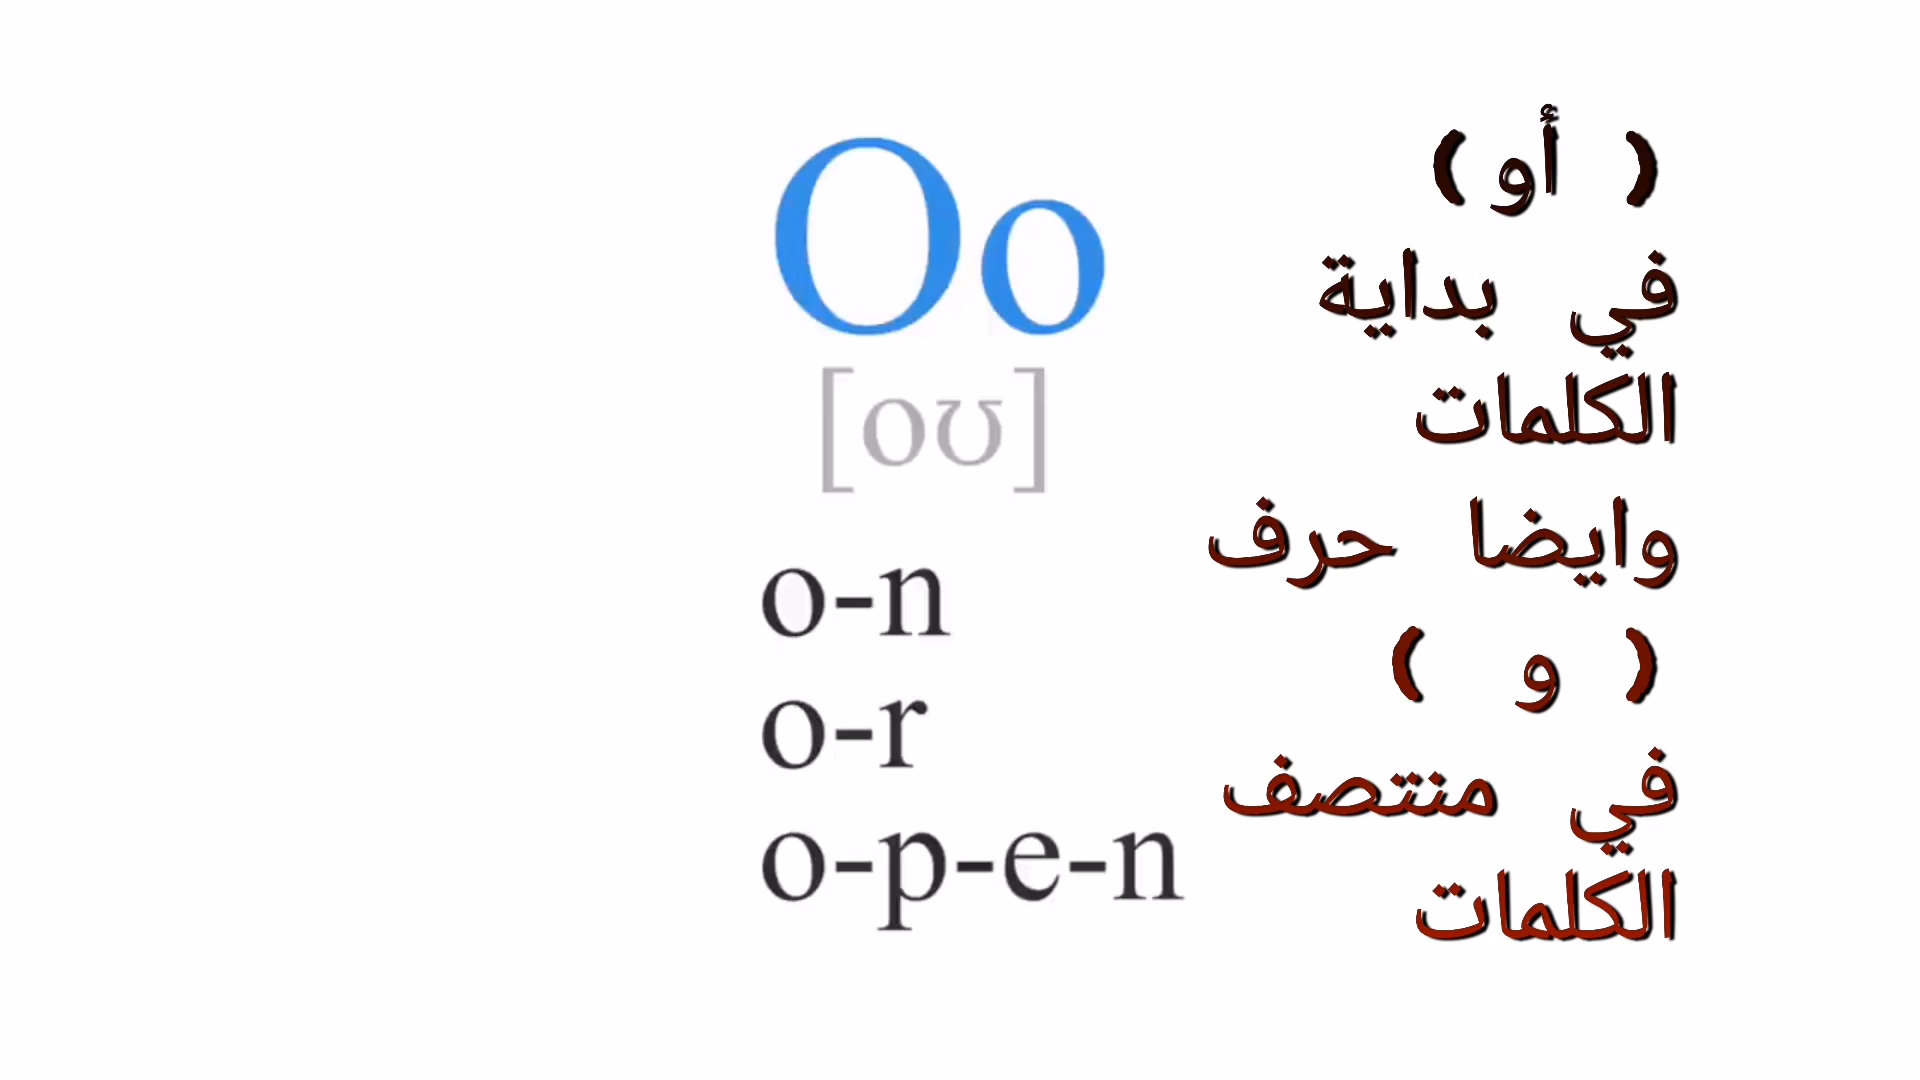 Oo
[oʊ]
o-n
o-r
o-p-e-n
( أو )
في بداية
الكلمات
وايضا حرف
( و )
في منتصف
الكلمات